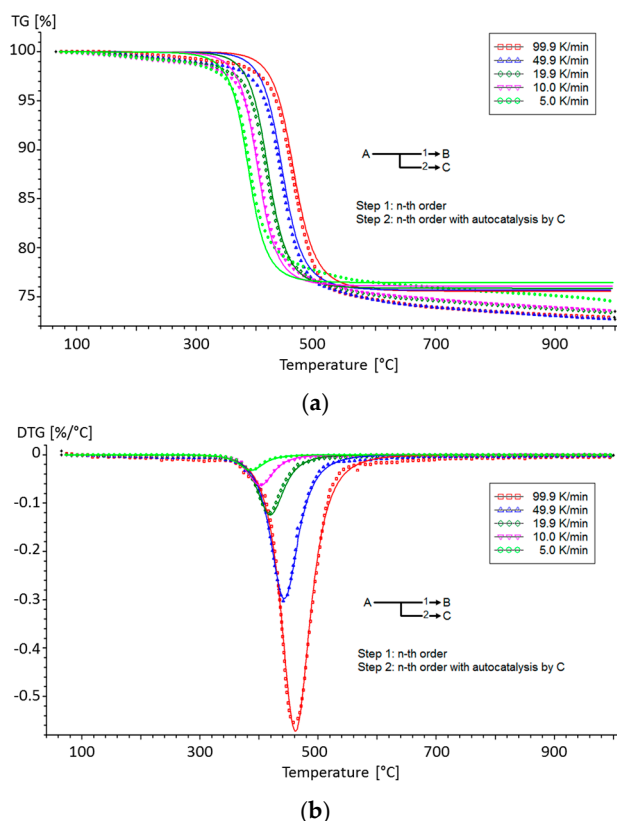 TG [%]
100
95
90
85
80
75
99.9 K/min
49.9 K/min
19.9 K/min
10.0 K/min
5.0 K/min
A 1 B
2 C
Step 1: n-th order
Step 2: n-th order with autocatalysis by C
100 300 500 700 900
Temperature [°C]
(a)
DTG [%/°C]
0
-0.1
-0.2
-0.3
-0.4
-0.5
99.9 K/min
49.9 K/min
19.9 K/min
10.0 K/min
5.0 K/min
A 1 B
2 C
Step 1: n-th order
Step 2: n-th order with autocatalysis by C
100 300 500 700 900
Temperature [°C]
(b)